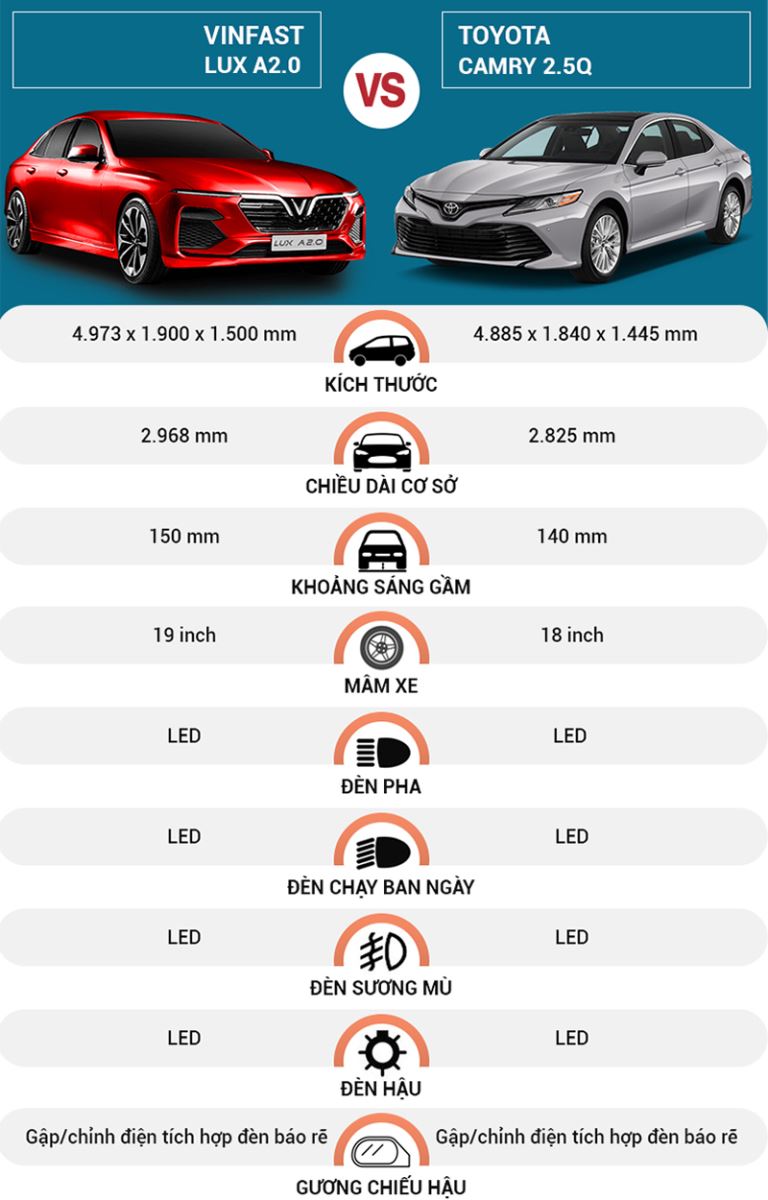 VINFAST
LUX A2.0
VS
TOYOTA
CAMRY 2.5Q
LUX A2.0
4.973 x 1.900 x 1.500 mm
4.885 x 1.840 x 1.445 mm
KÍCH THƯỚC
2.968 mm
2.825 mm
CHIỀU DÀI CƠ SỞ
150 mm
140 mm
KHOẢNG SÁNG GẦM
19 inch
18 inch
MÂM XE
LED
LED
ĐÈN PHA
LED
LED
ĐÈN CHẠY BAN NGÀY
LED
LED
ĐÈN SƯƠNG MÙ
LED
LED
ĐÈN HẬU
Gập/chỉnh điện tích hợp đèn báo rẽ
Gập/chỉnh điện tích hợp đèn báo rẽ
GƯƠNG CHIẾU HẬU